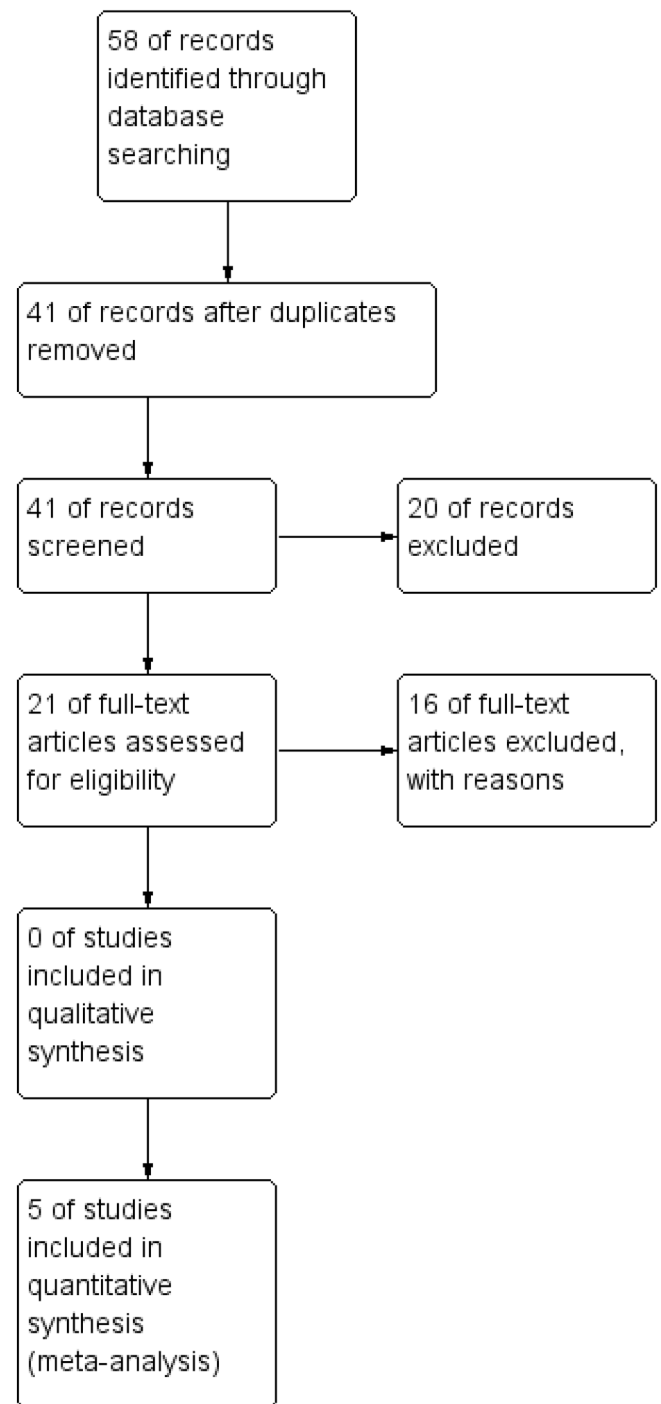 58 of records
identified through
database
searching
41 of records after duplicates
removed
41 of records
screened
20 of records
excluded
21 of full-text
articles assessed
for eligibility
16 of full-text
articles excluded,
with reasons
0 of studies
included in
qualitative
synthesis
5 of studies
included in
quantitative
synthesis
(meta-analysis)